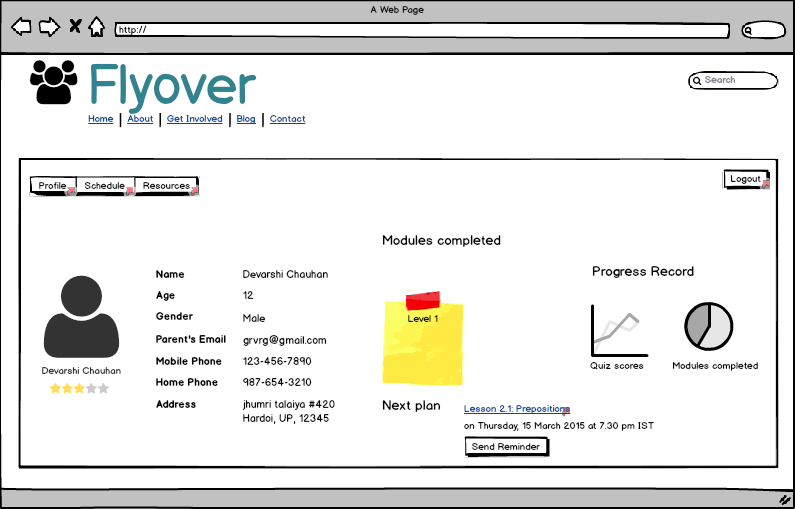 A Web Page
http://
Flyover
Search
Home | About | Get Involved | Blog | Contact
Profile Schedule Resources
Logout
Devarshi Chauhan
Name Devarshi Chauhan
Age 12
Gender Male
Parent's Email grvrg@gmail.com
Mobile Phone 123-456-7890
Home Phone 987-654-3210
Address jhumri talaiya #420
Hardoi, UP, 12345
Modules completed
Level 1
Progress Record
Quiz scores Modules completed
Next plan Lesson 2.1: Prepositions
on Thursday, 15 March 2015 at 7.30 pm IST
Send Reminder